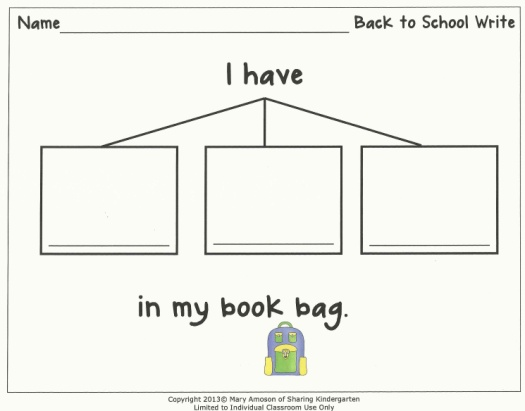 Name Back to School Write
I have
in my book bag.
Copyright 2013© Mary Amoson of Sharing Kindergarten
Limited to Individual Classroom Use Only